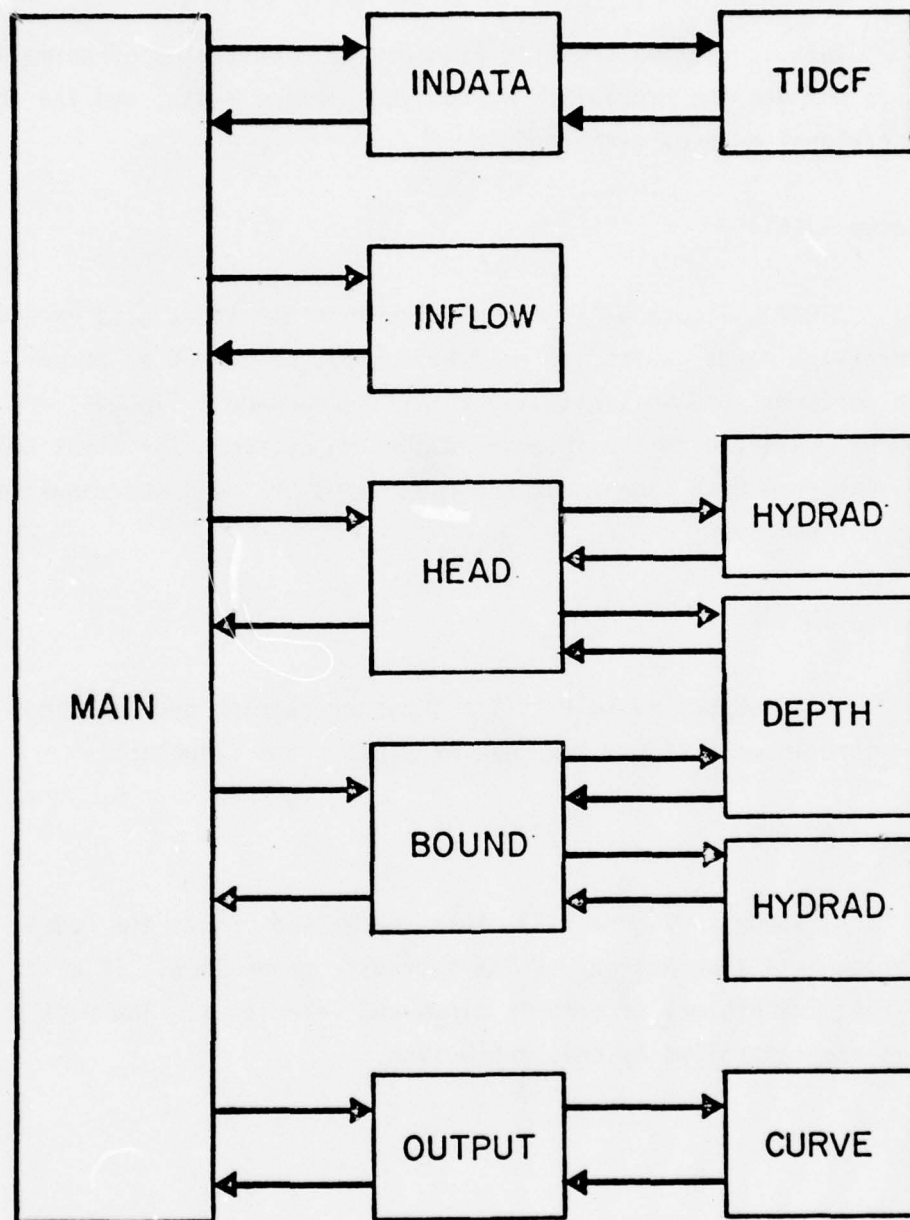 INDATA
TIDCF
INFLOW
HYDRAD
HEAD
MAIN
DEPTH
BOUND
HYDRAD
OUTPUT
CURVE